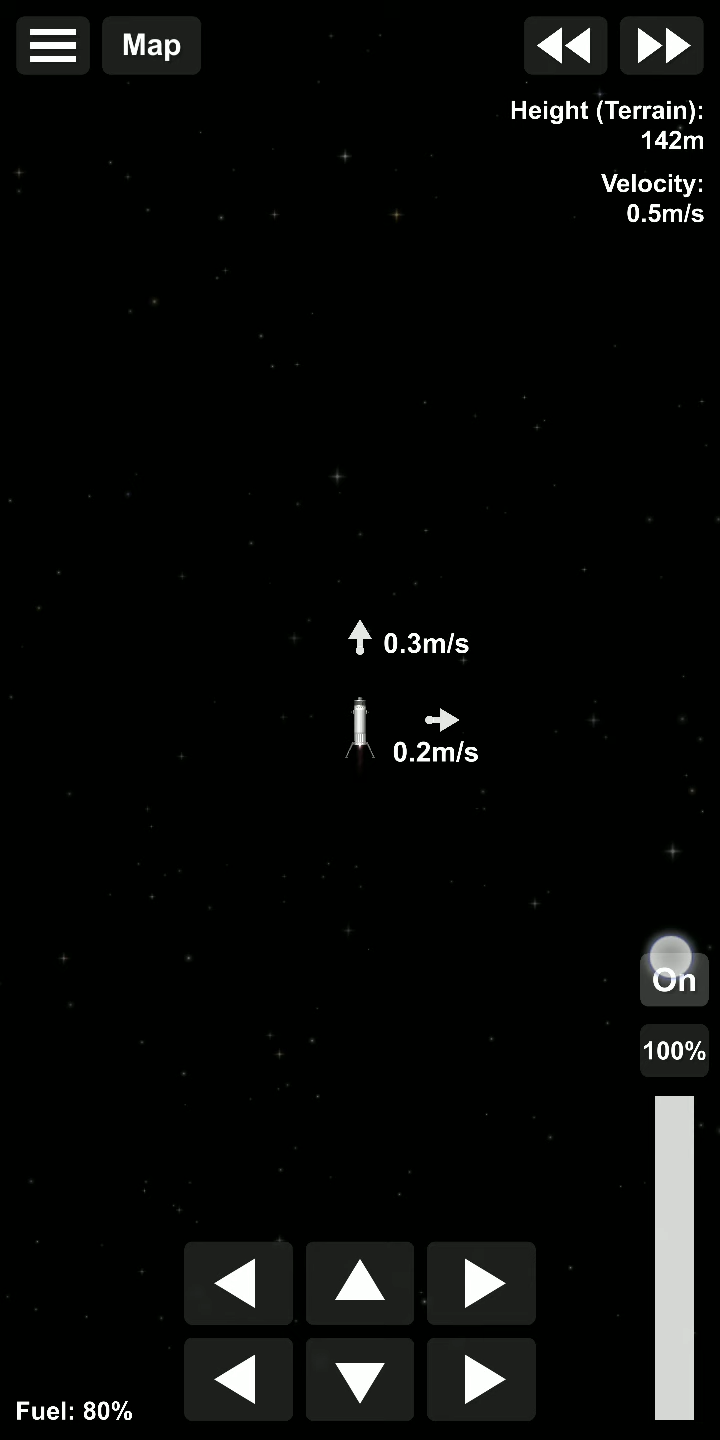 Map
Height (Terrain):
142m
Velocity:
0.5m/s
0.3m/s
0.2m/s
On
100%
Fuel: 80%